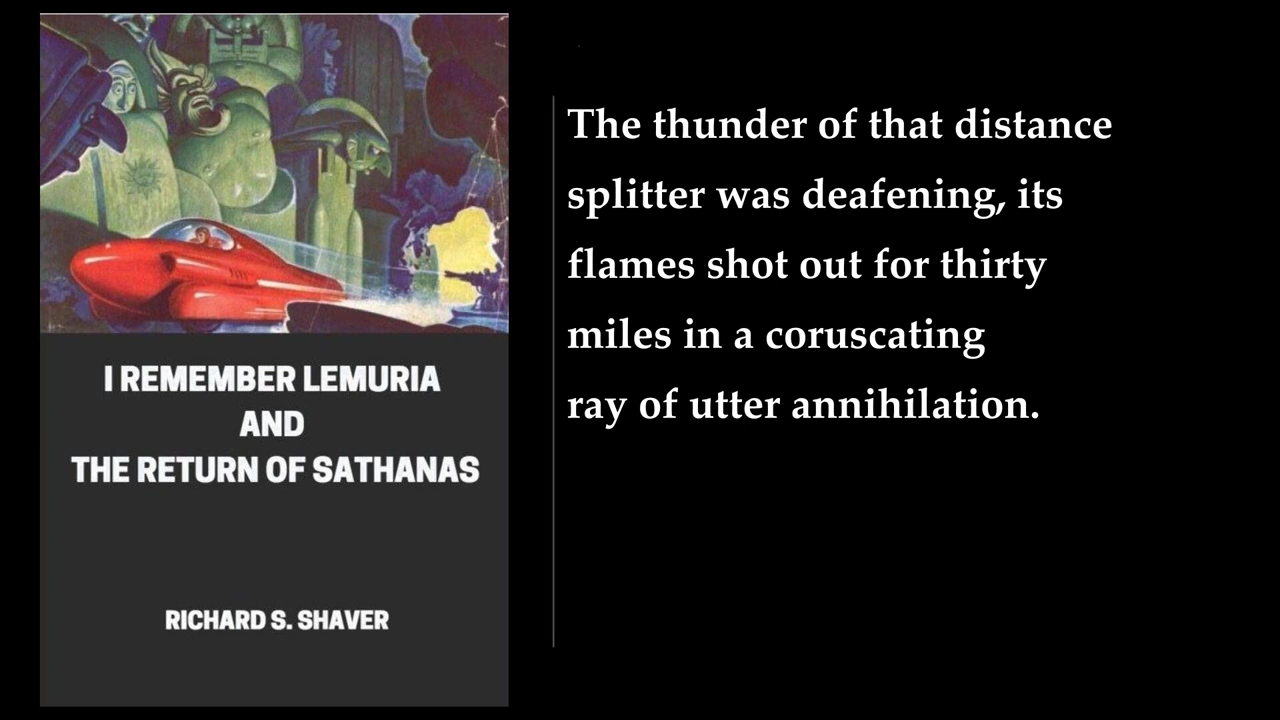 I REMEMBER LEMURIA
AND
THE RETURN OF SATHANAS
RICHARD S. SHAVER
The thunder of that distance
splitter was deafening, its
flames shot out for thirty
miles in a coruscating
ray of utter annihilation.